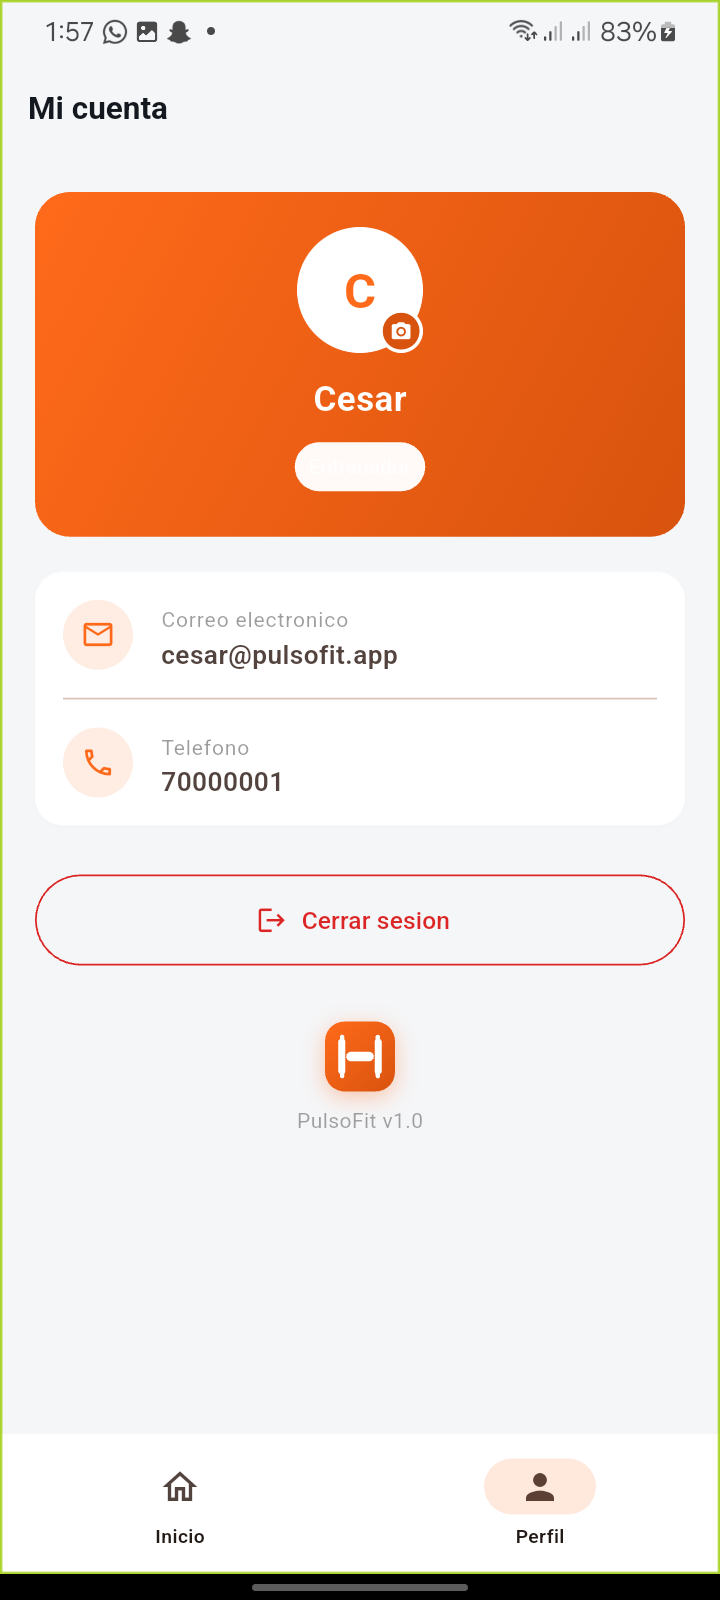 1:57
83%
Mi cuenta
C
Cesar
Entrenador
Correo electronico
cesar@pulsofit.app
Telefono
70000001
Cerrar sesion
PulsoFit v1.0
Inicio
Perfil